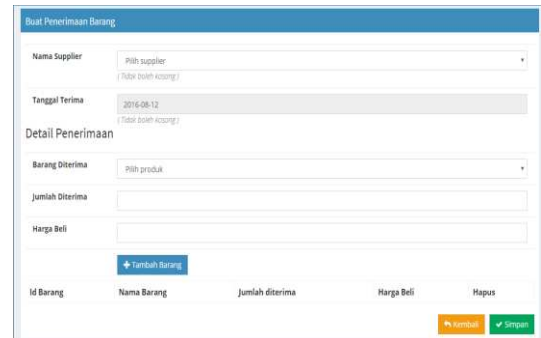 Buat Penerimaan Barang
Nama Supplier
Pilih supplier
( Tidak boleh kosong )
Tanggal Terima
2016-08-12
( Tidak boleh kosong )
Detail Penerimaan
Barang Diterima
Pilih produk
Jumlah Diterima
Harga Beli
Tambah Barang
Id Barang Nama Barang Jumlah diterima Harga Beli Hapus
Kembali Simpan